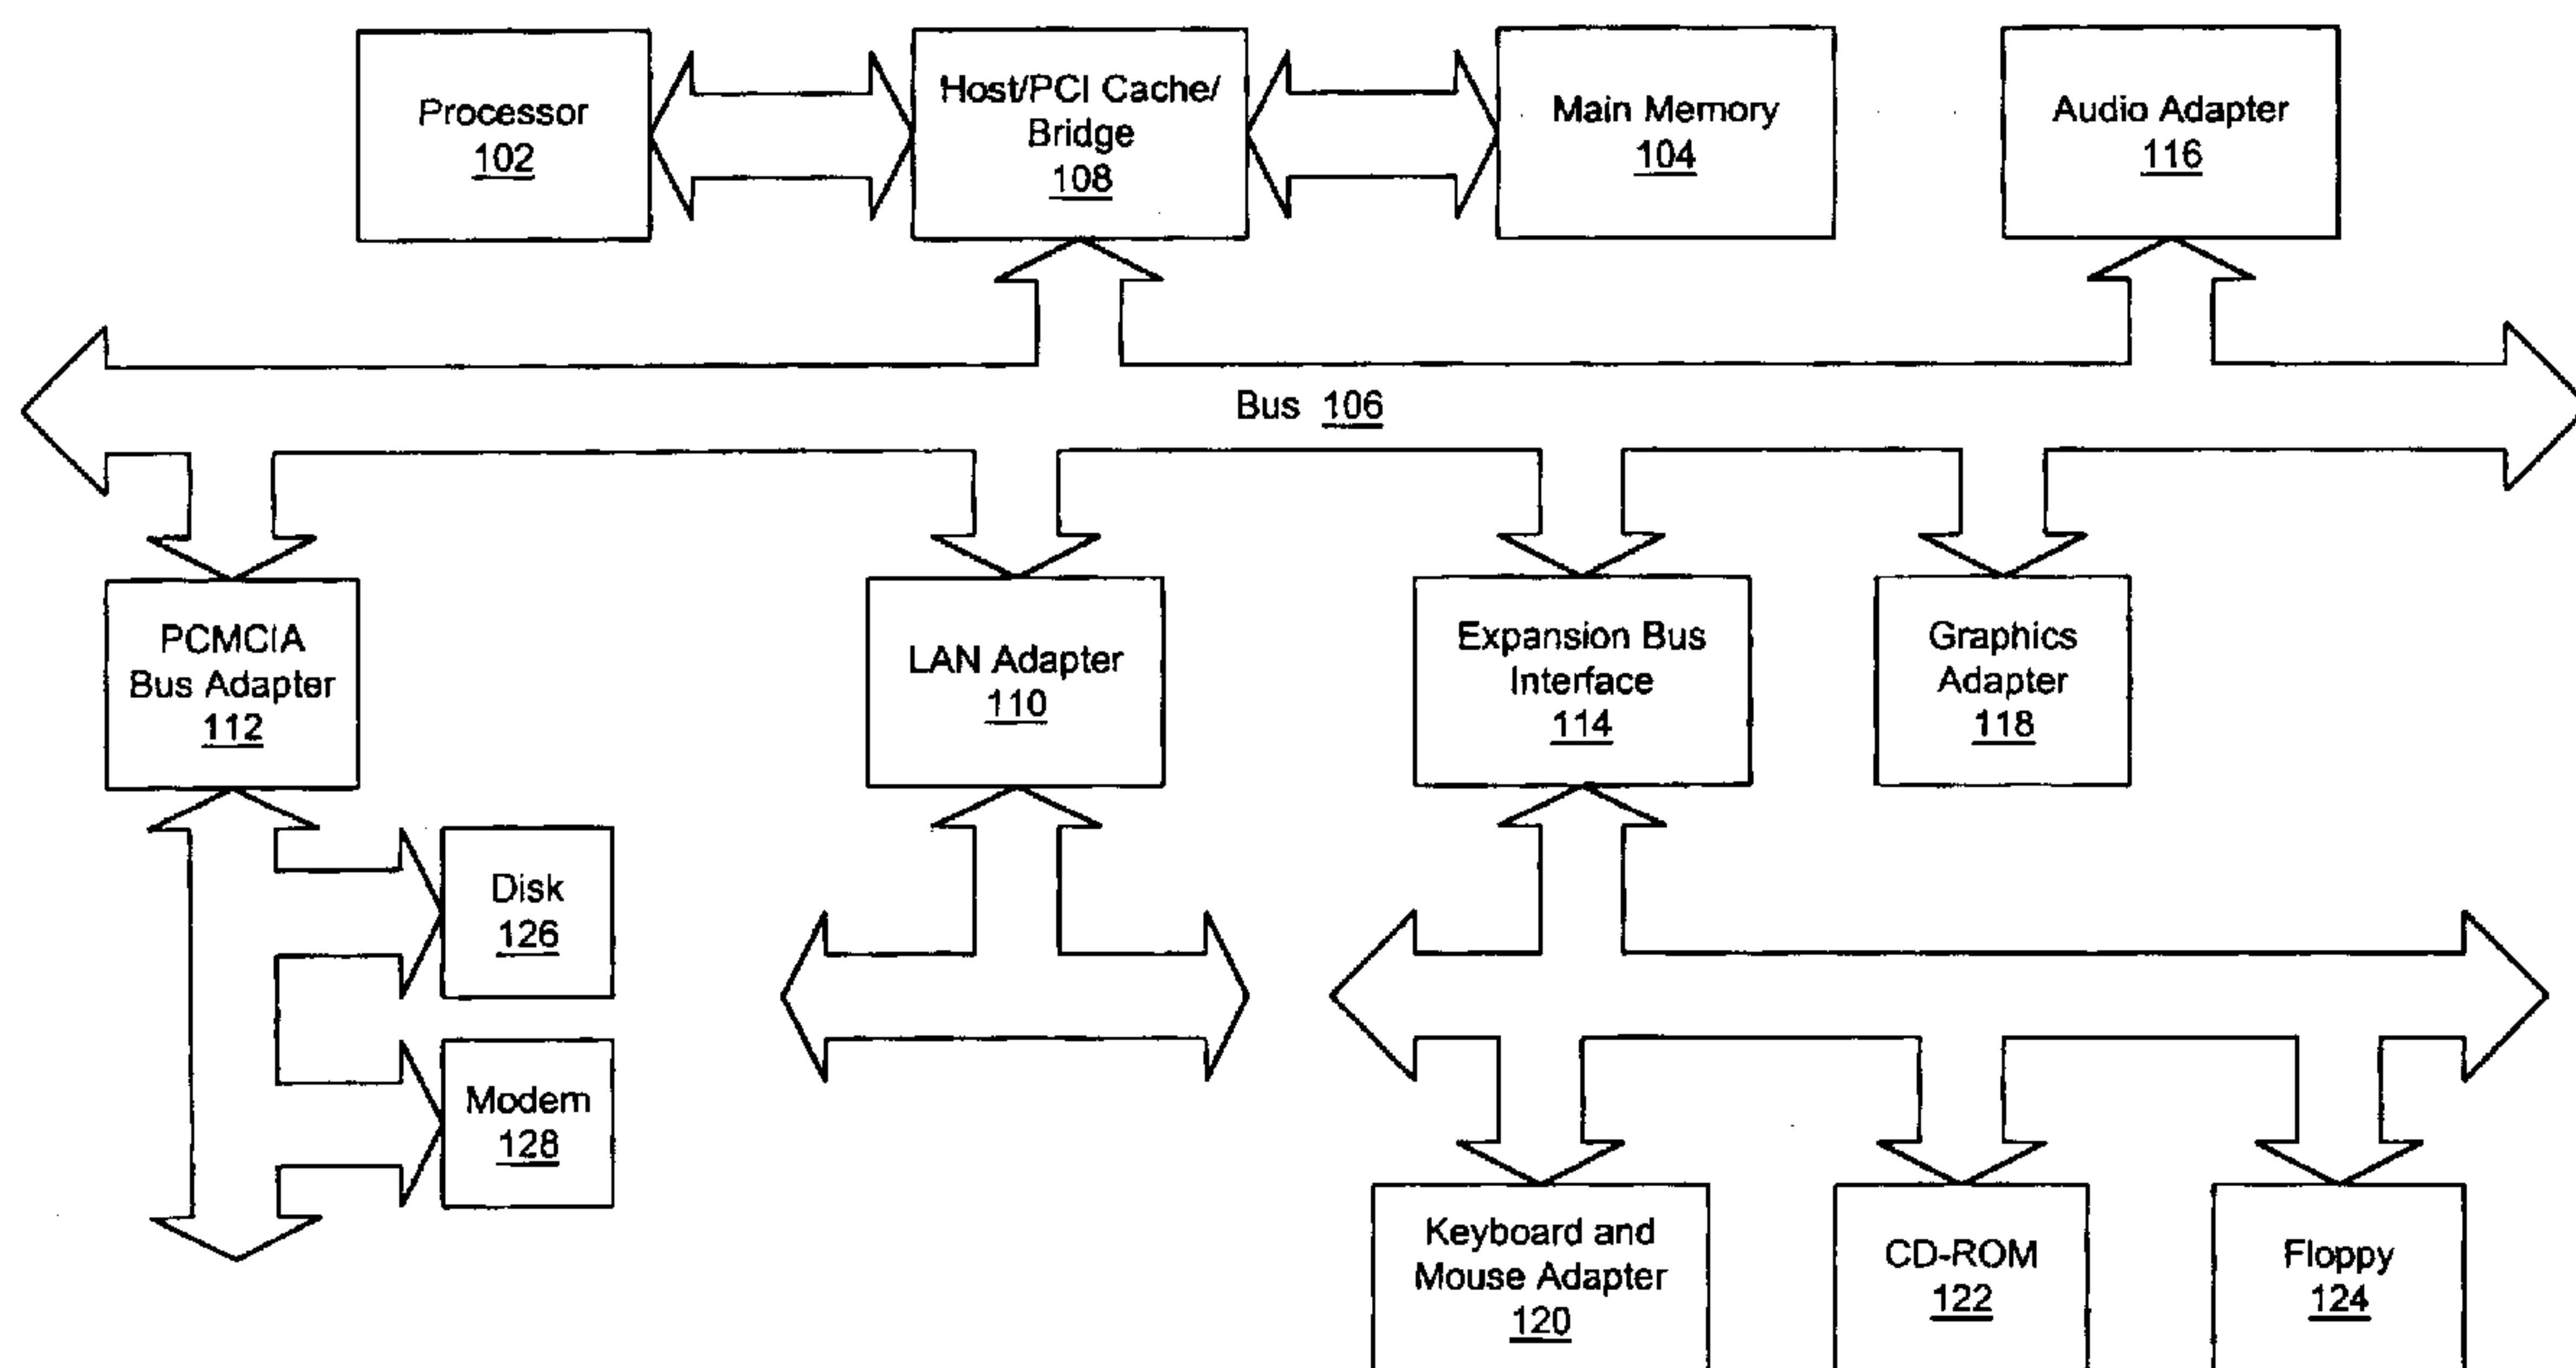 Processor
102
Host/PCI Cache/
Bridge
108
Main Memory
104
Audio Adapter
116
Bus 106
PCMCIA
Bus Adapter
112
LAN Adapter
110
Expansion Bus
Interface
114
Graphics
Adapter
118
Disk
126
Modem
128
Keyboard and
Mouse Adapter
120
CD-ROM
122
Floppy
124